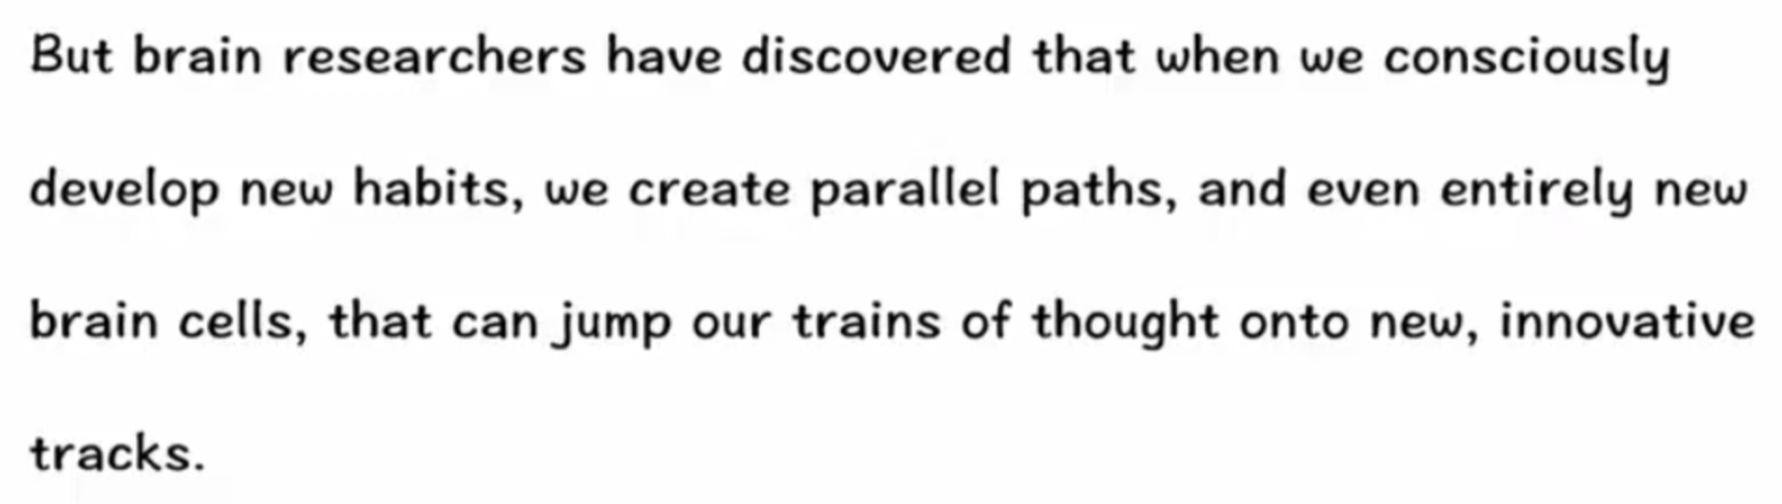 But brain researchers have discovered that when we consciously
develop new habits, we create parallel paths, and even entirely new
brain cells, that can jump our trains of thought onto new, innovative
tracks.